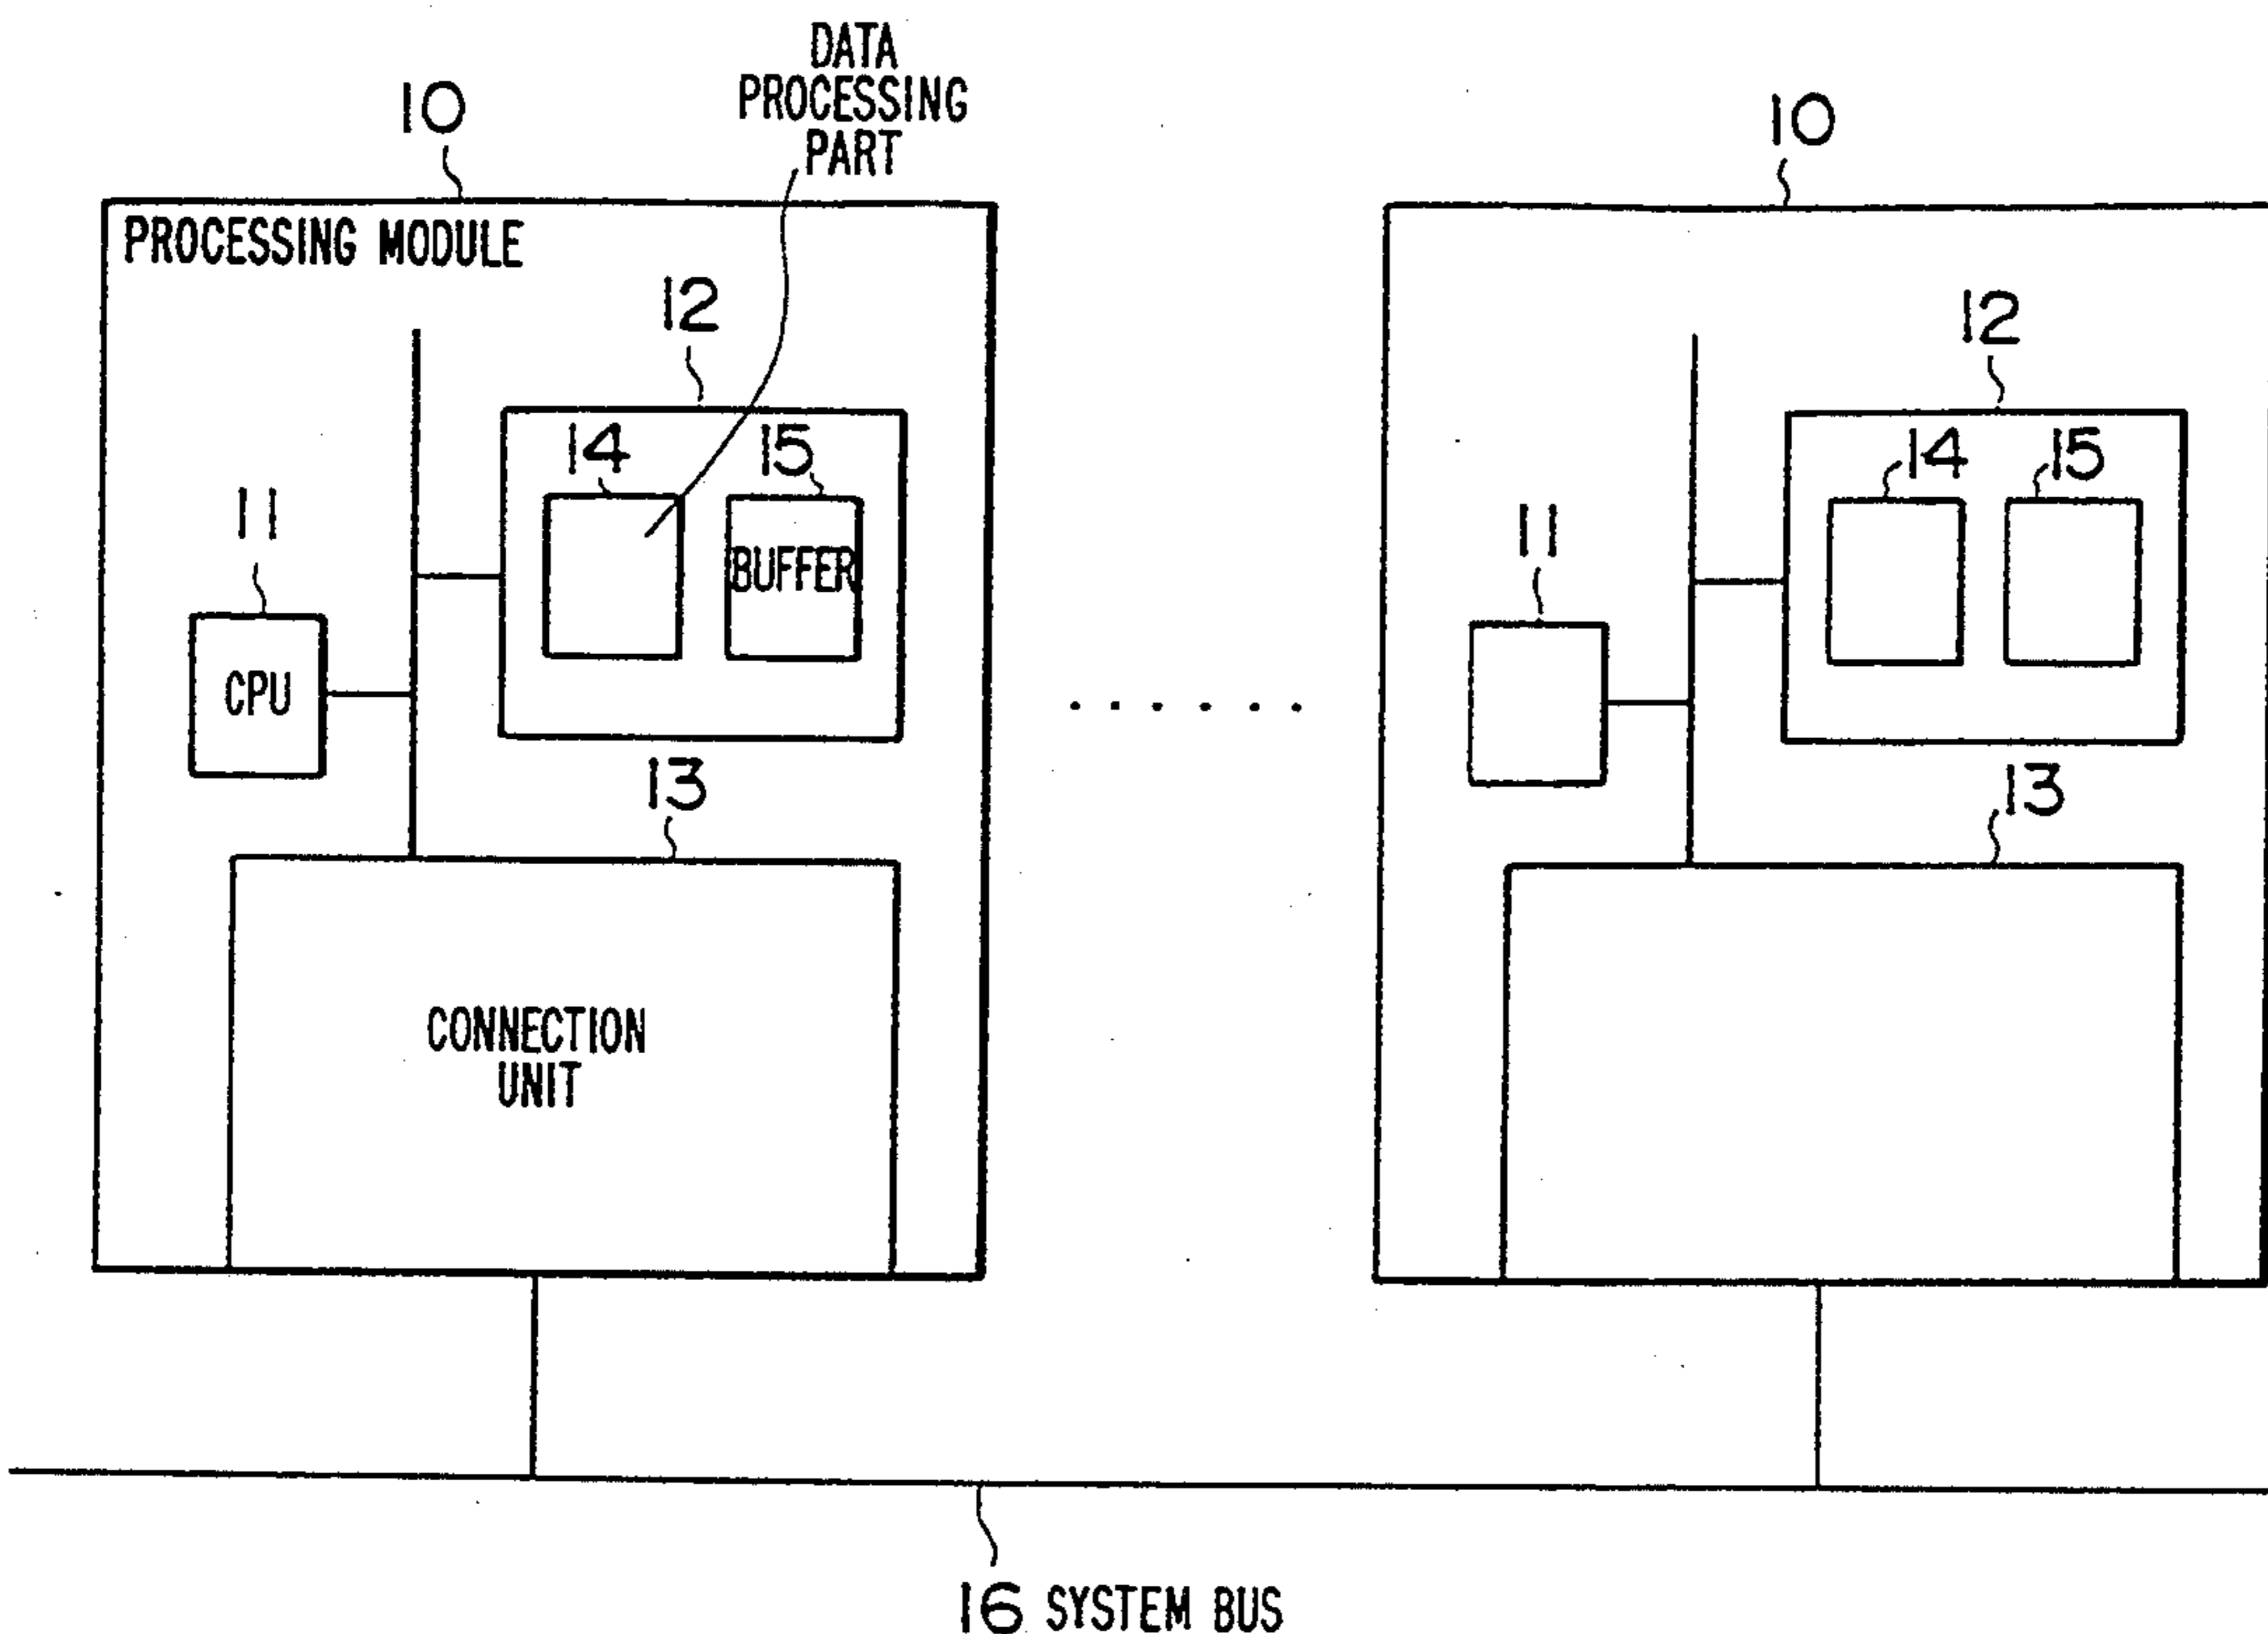 DATA
PROCESSING
PART
10
10
PROCESSING MODULE
12
12
14
15
14
15
11
BUFFER
11
CPU
13
13
CONNECTION
UNIT
16 SYSTEM BUS